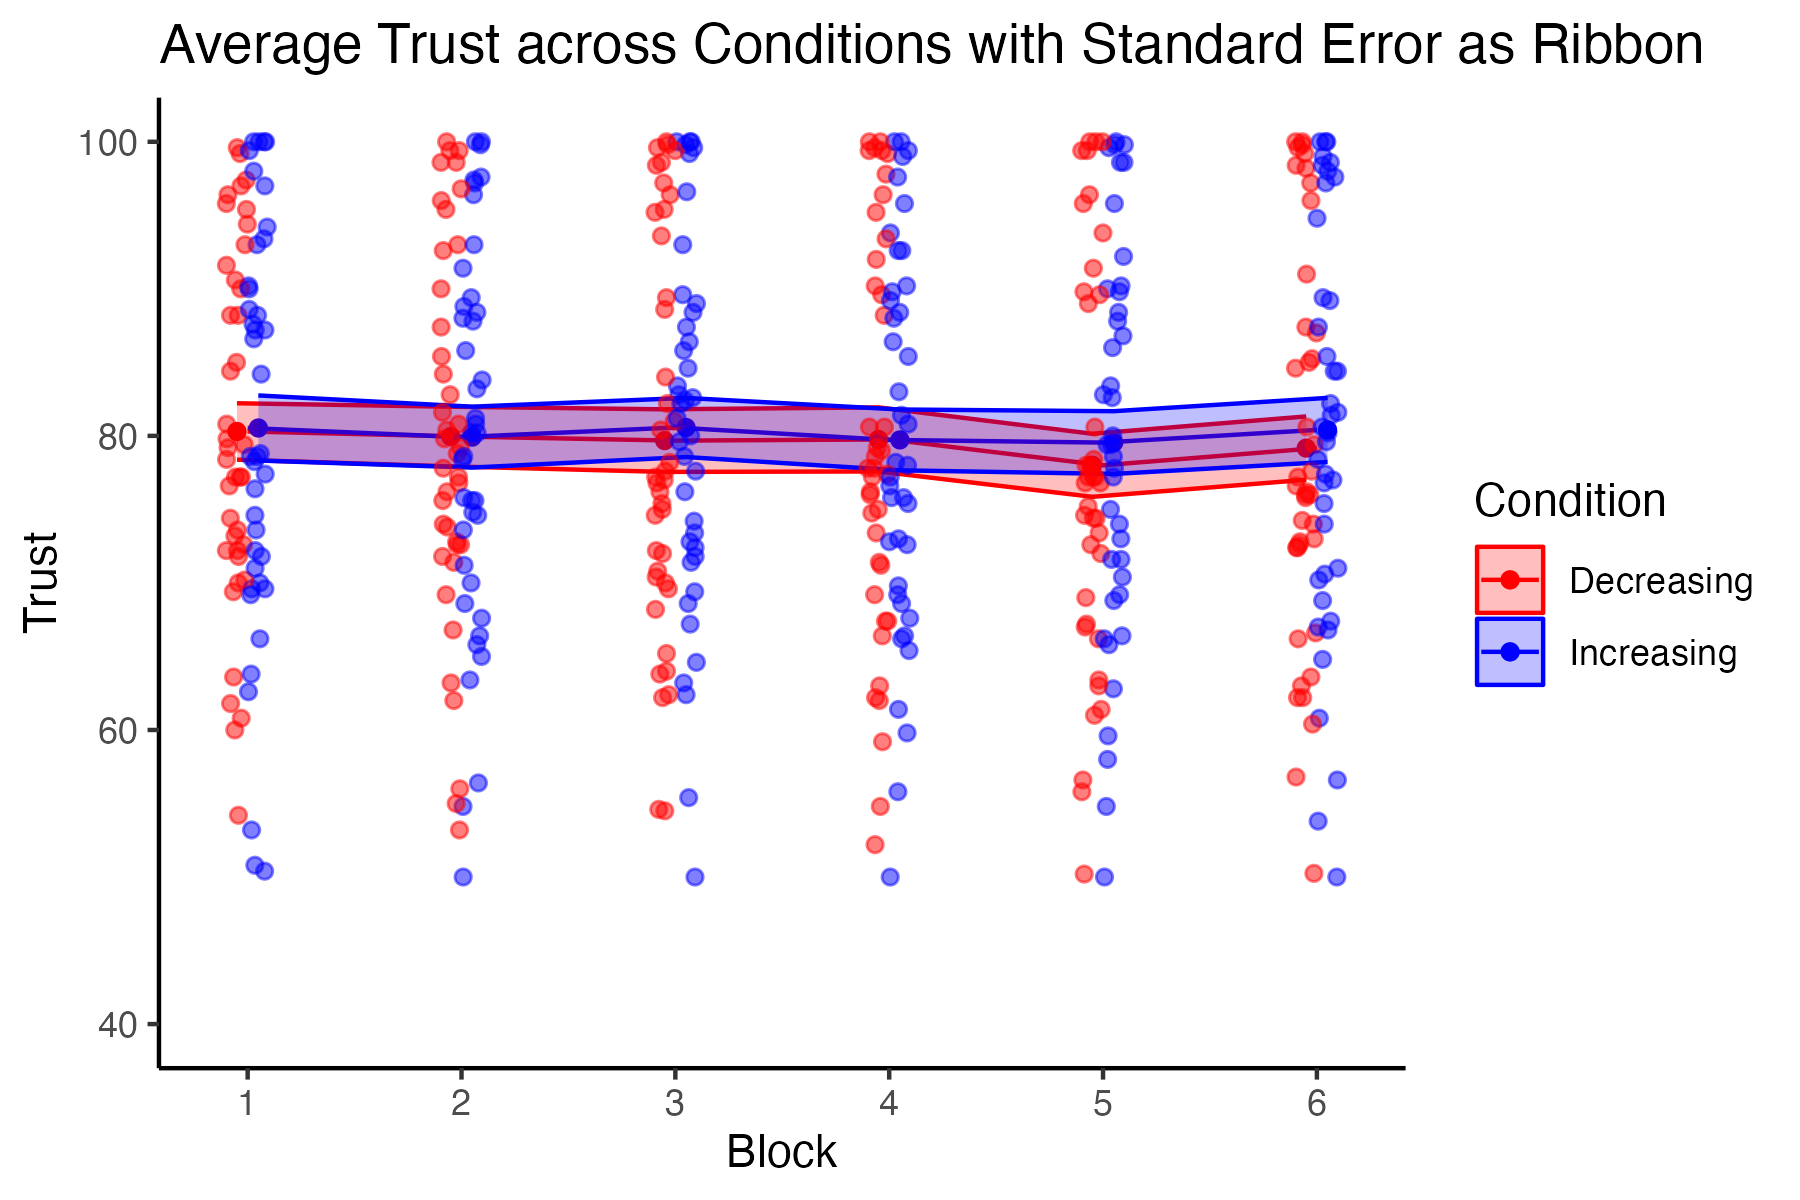 Average Trust across Conditions with Standard Error as Ribbon
100
80
60
40
Trust
1 2 3 4 5 6
Block
Condition
Decreasing
Increasing